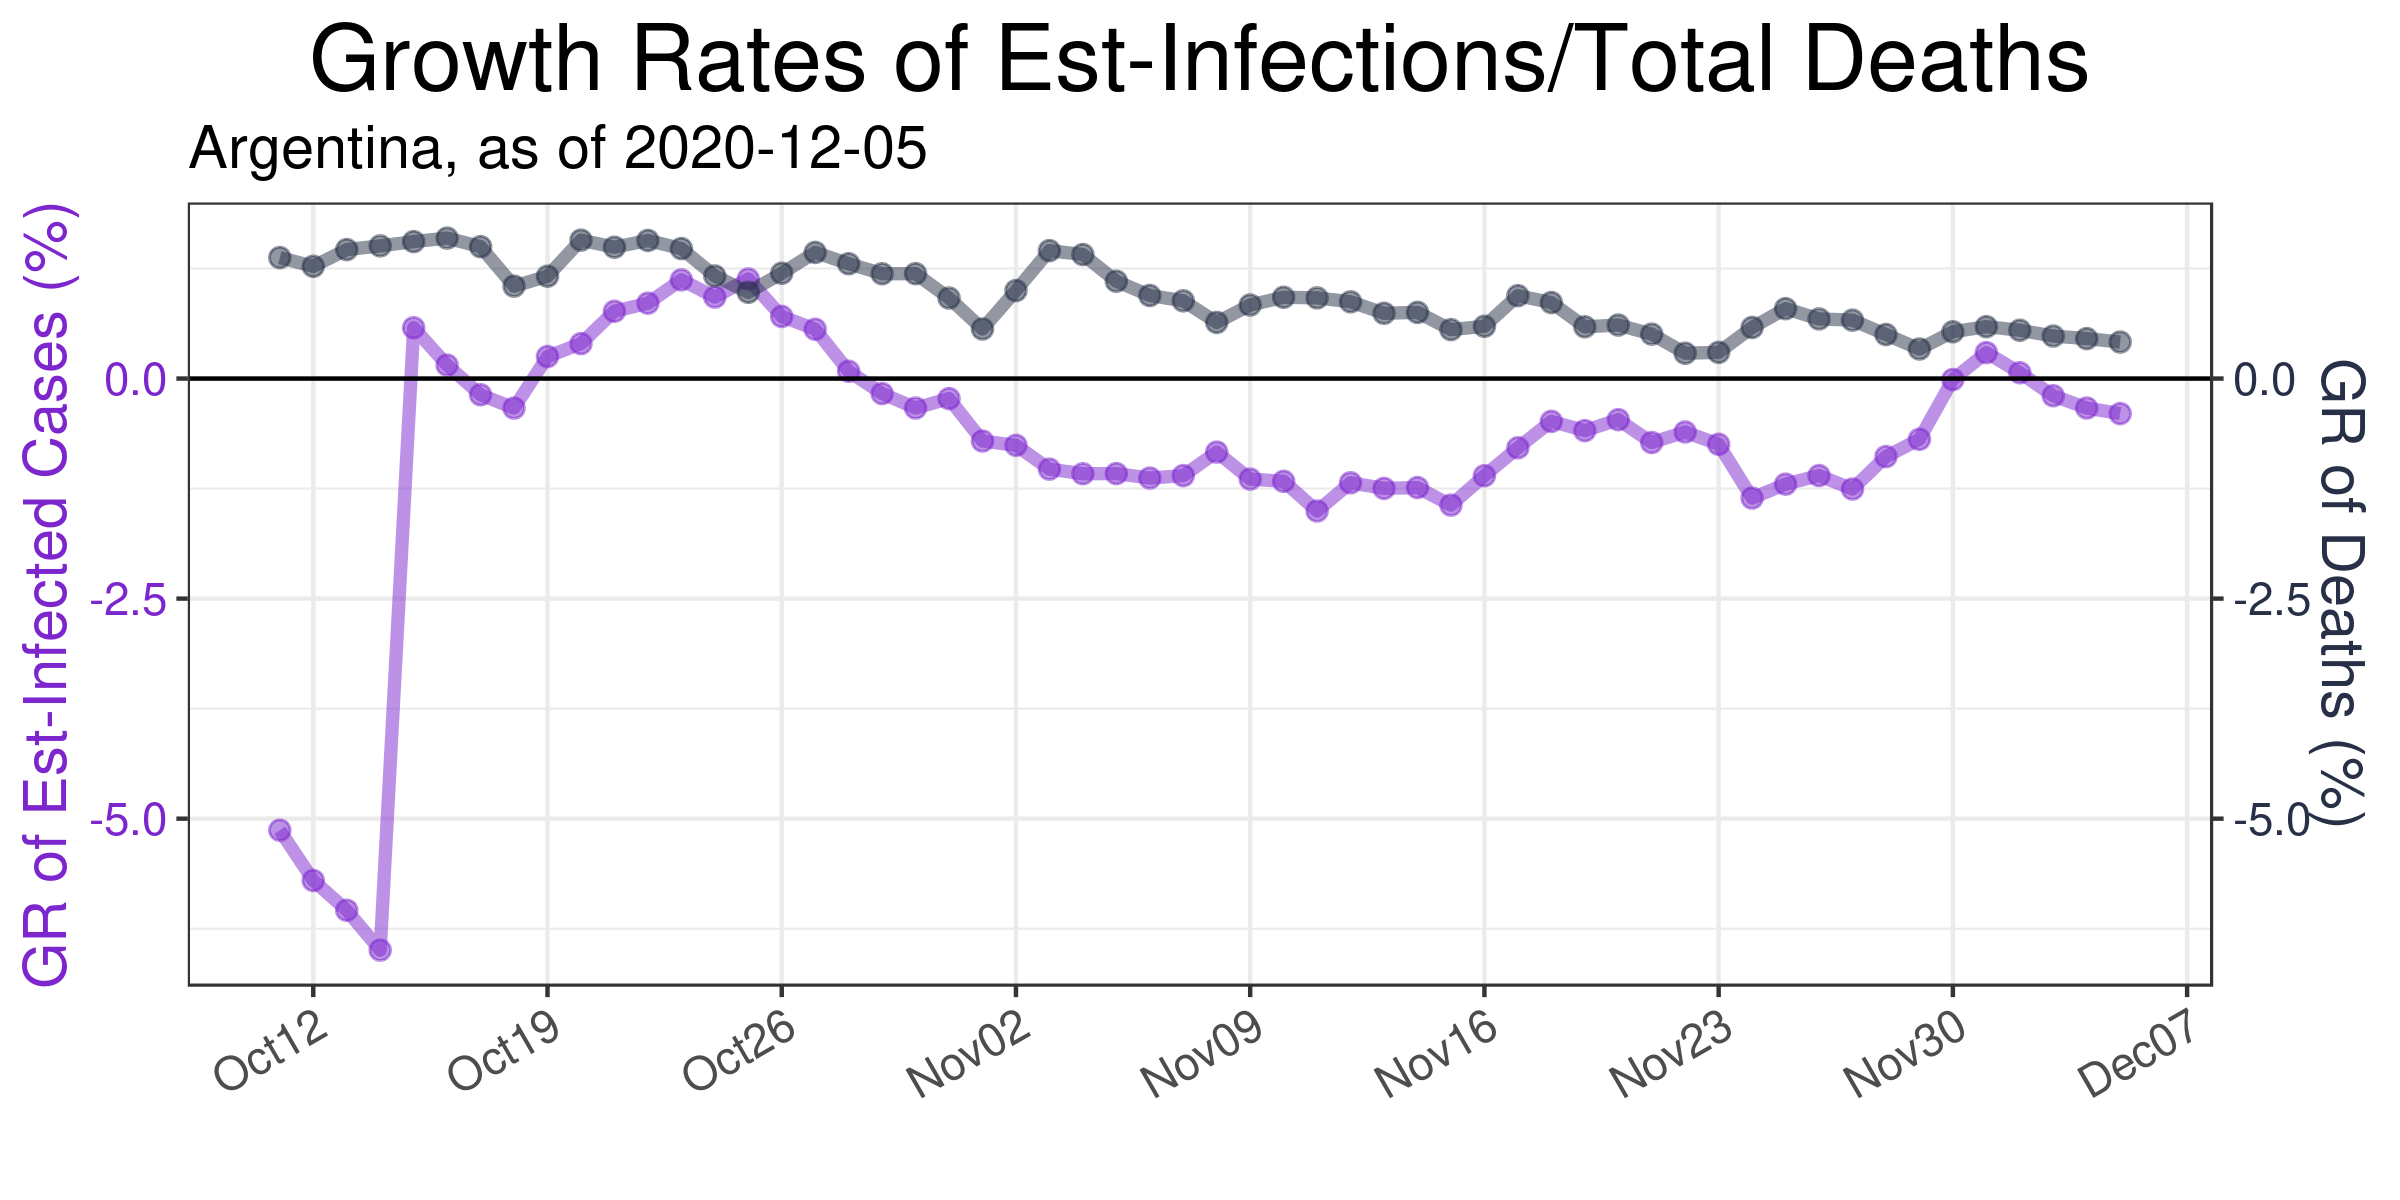 Growth Rates of Est-Infections/Total Deaths
Argentina, as of 2020-12-05
GR of Est-Infected Cases (%)
0.0
-2.5
-5.0
0.0
-2.5
-5.0
GR of Deaths (%)
Oct12
Oct19
Oct26
Nov02
Nov09
Nov16
Nov23
Nov30
Dec07